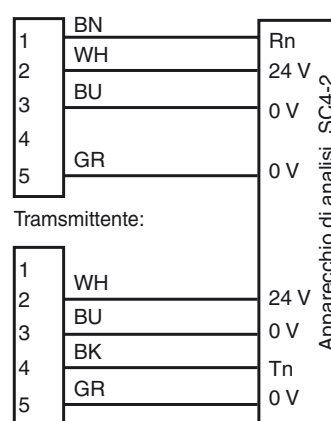 BN
1 Rn
WH
2 24 V
BU
3 0 V
4
GR
5 0 V
Tramsmittente:
1
WH
2 24 V
BU
3 0 V
BK
4 Tn
GR
5 0 V
Apparecchio di analisi SC4-2